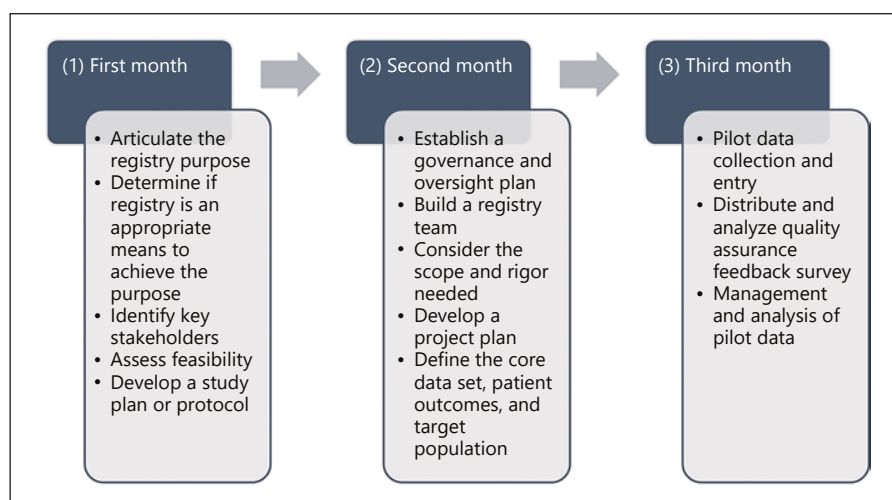 (1) First month
• Articulate the
registry purpose
• Determine if
registry is an
appropriate
means to
achieve the
purpose
• Identify key
stakeholders
• Assess feasibility
• Develop a study
plan or protocol
(2) Second month
• Establish a
governance and
oversight plan
• Build a registry
team
• Consider the
scope and rigor
needed
• Develop a
project plan
• Define the core
data set, patient
outcomes, and
target
population
(3) Third month
• Pilot data
collection and
entry
• Distribute and
analyze quality
assurance
feedback survey
• Management
and analysis of
pilot data